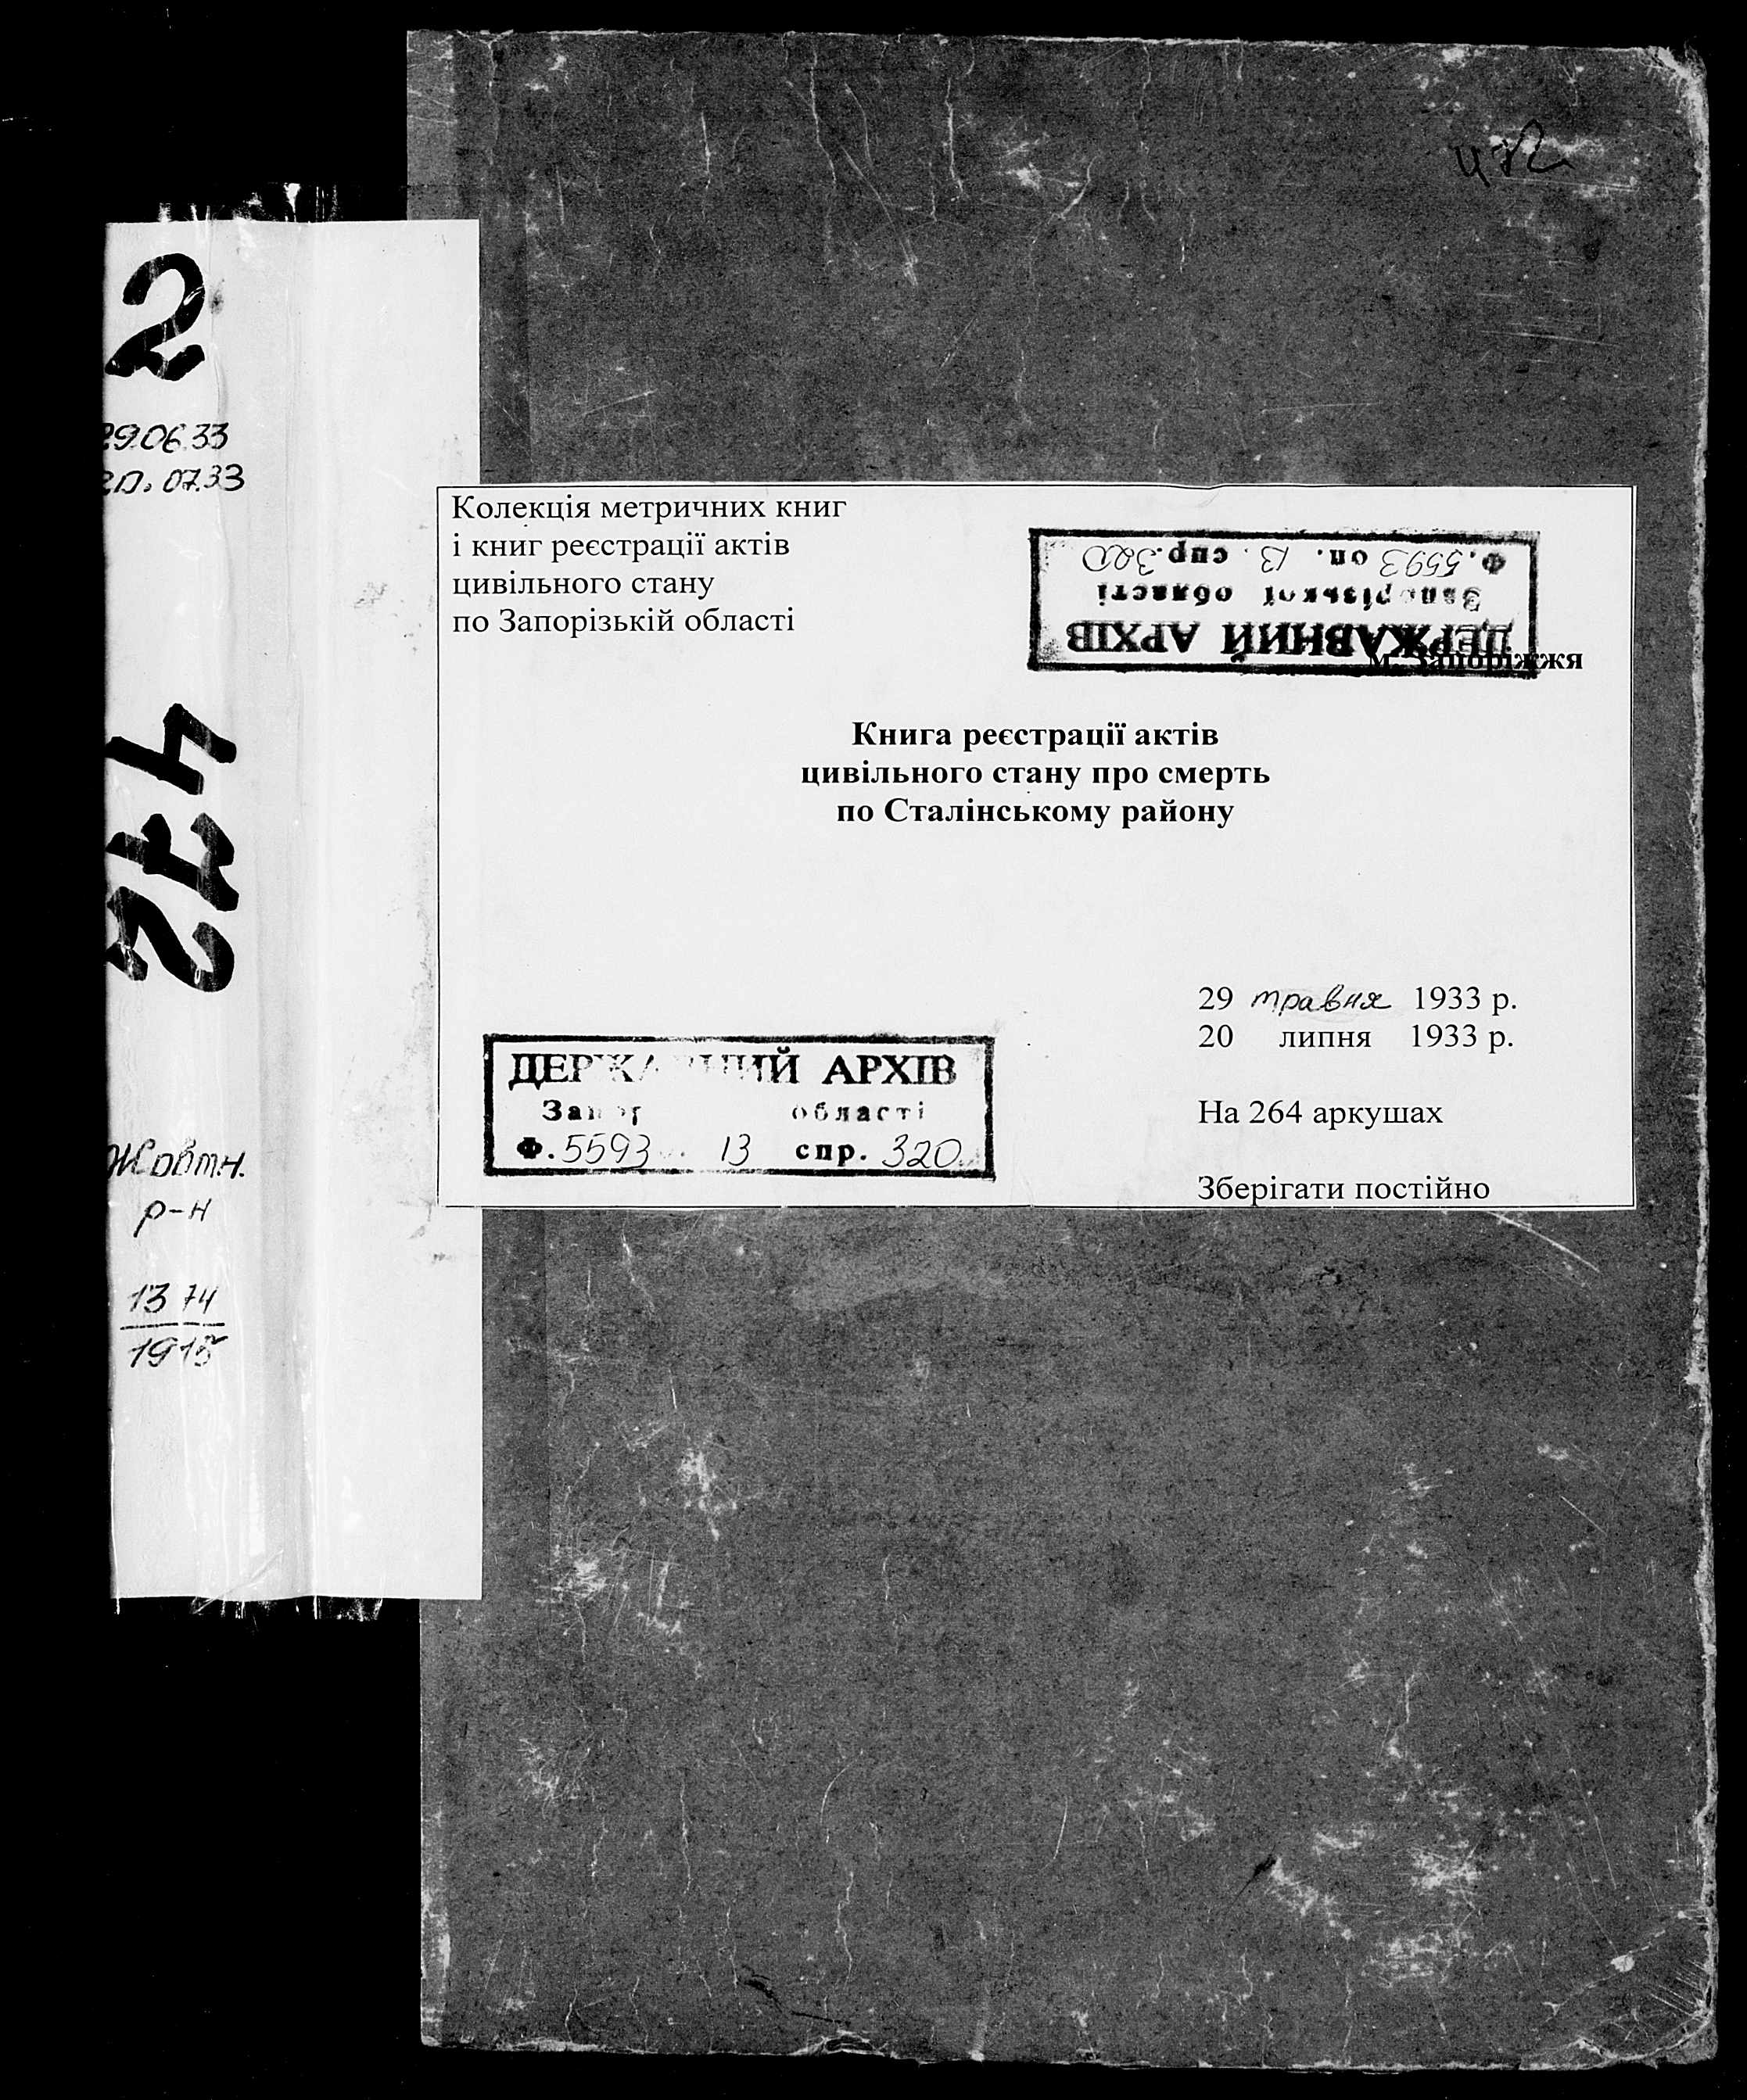 472
2
29.06.33
20.07.33
472
Жовтн.
р-н
1374
1915
Колекція метричних книг
і книг реєстрації актів
цивільного стану
по Запорізькій області
ДЕРЖАВНИЙ АРХІВ
Запорізької області
Ф. 5593 оп. 13 спр. 320
м. Запоріжжя
Книга реєстрації актів
цивільного стану про смерть
по Сталінському району
29 травня 1933 р.
20 липня 1933 р.
На 264 аркушах
Зберігати постійно
ДЕРЖАВНИЙ АРХІВ
Запор області
Ф. 5593 13 спр. 320